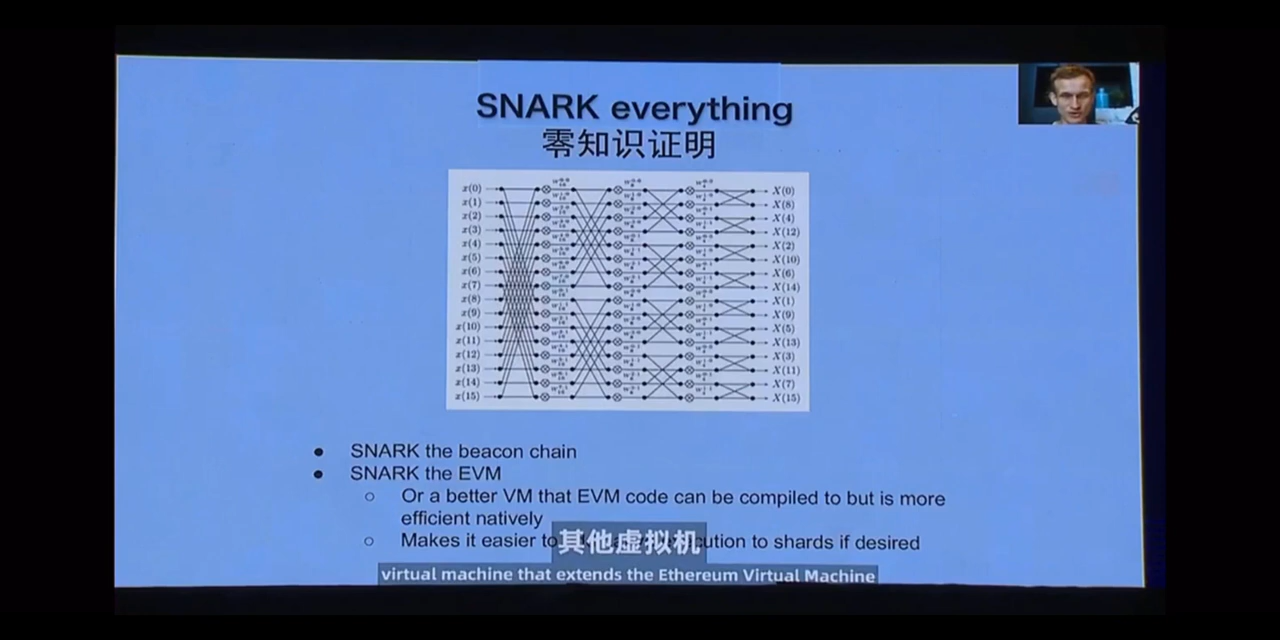 SNARK everything
零知识证明
x(0) X(0)
x(1) X(8)
x(2) X(4)
x(3) X(12)
x(4) X(2)
x(5) X(10)
x(6) X(6)
x(7) X(14)
x(8) X(1)
x(9) X(9)
x(10) X(5)
x(11) X(13)
x(12) X(3)
x(13) X(11)
x(14) X(7)
x(15) X(15)
● SNARK the beacon chain
● SNARK the EVM
○ Or a better VM that EVM code can be compiled to but is more
efficient natively
○ Makes it easier to to shards if desired
其他虚拟机
virtual machine that extends the Ethereum Virtual Machine